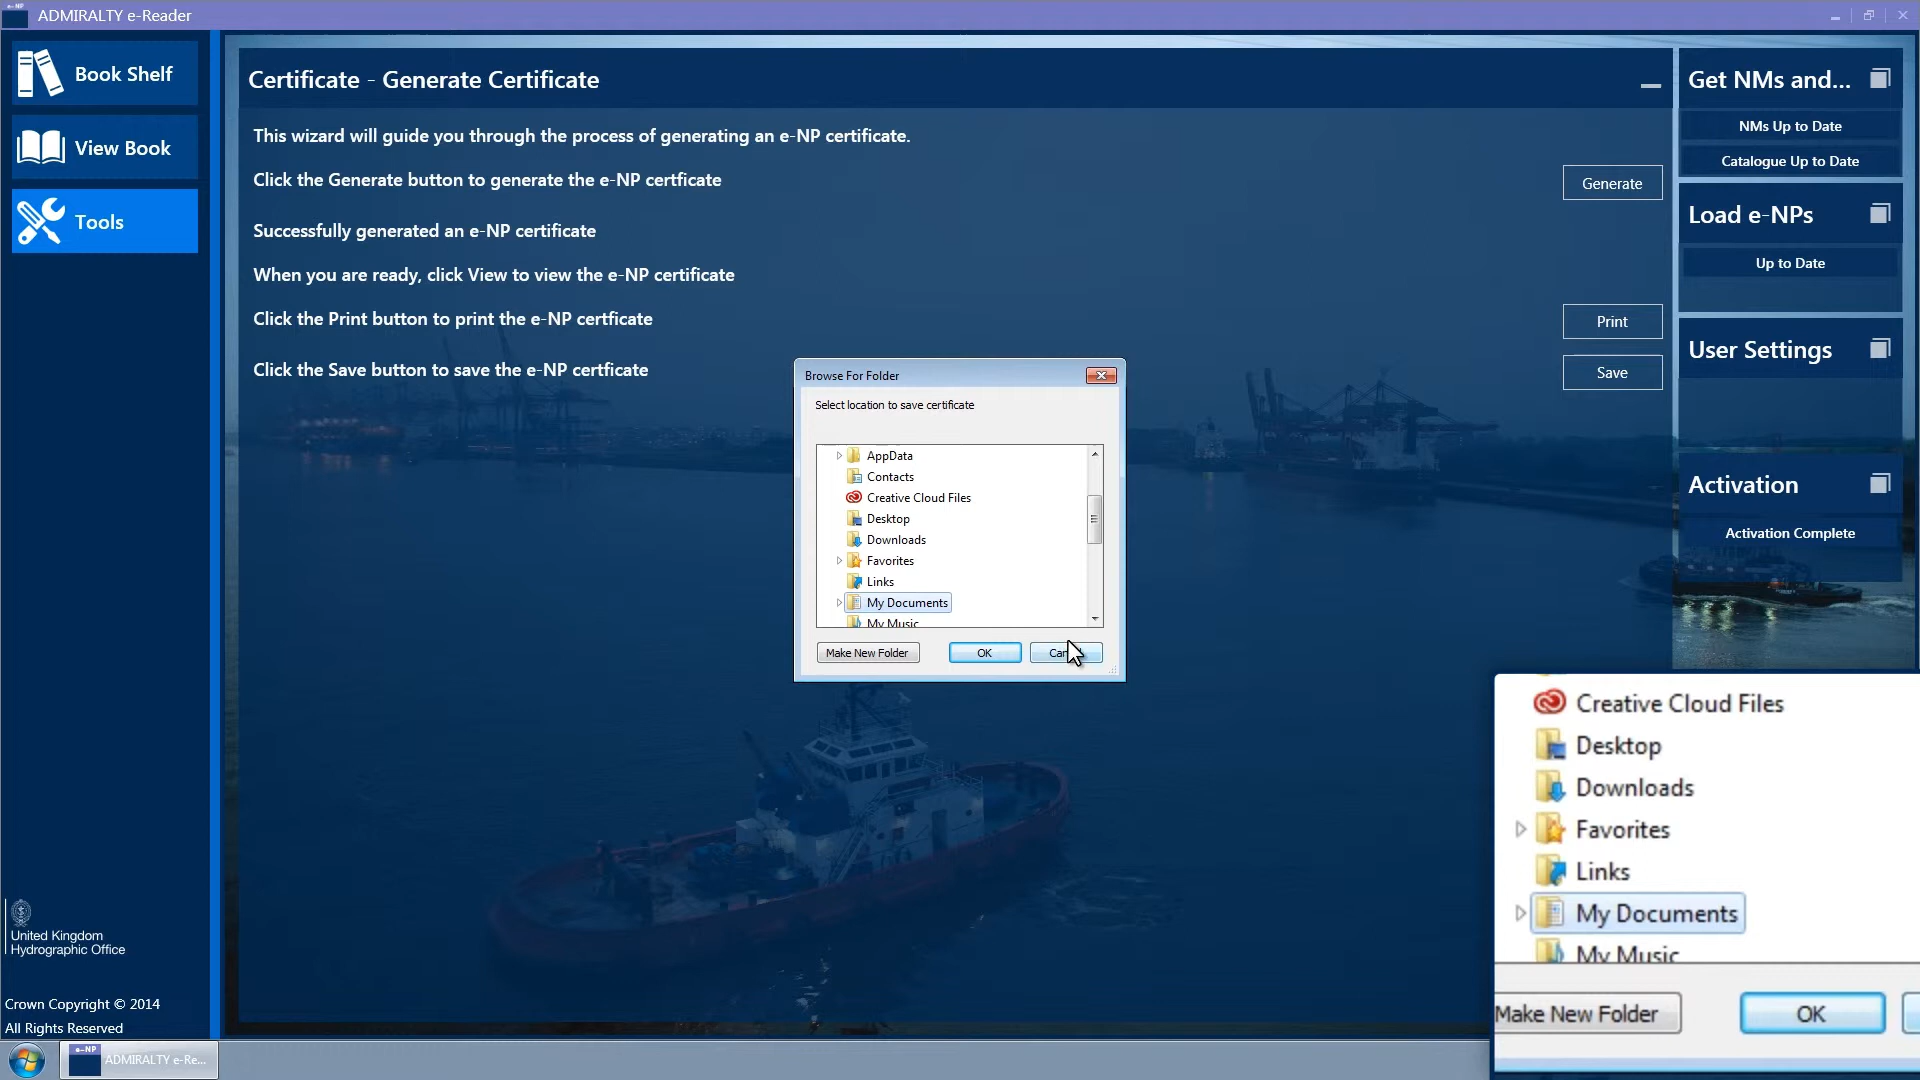 e-NP
ADMIRALTY e-Reader
Book Shelf
View Book
Tools
Certificate - Generate Certificate
This wizard will guide you through the process of generating an e-NP certificate.
Click the Generate button to generate the e-NP certficate
Generate
Successfully generated an e-NP certificate
When you are ready, click View to view the e-NP certificate
Click the Print button to print the e-NP certficate
Print
Click the Save button to save the e-NP certficate
Save
Get NMs and...
NMs Up to Date
Catalogue Up to Date
Load e-NPs
Up to Date
User Settings
Activation
Activation Complete
Browse For Folder
Select location to save certificate
AppData
Contacts
Creative Cloud Files
Desktop
Downloads
Favorites
Links
My Documents
My Music
Make New Folder
OK
Creative Cloud Files
Desktop
Downloads
Favorites
Links
My Documents
My Music
Make New Folder
OK
United Kingdom
Hydrographic Office
Crown Copyright © 2014
All Rights Reserved
e-NP
ADMIRALTY e-Re...